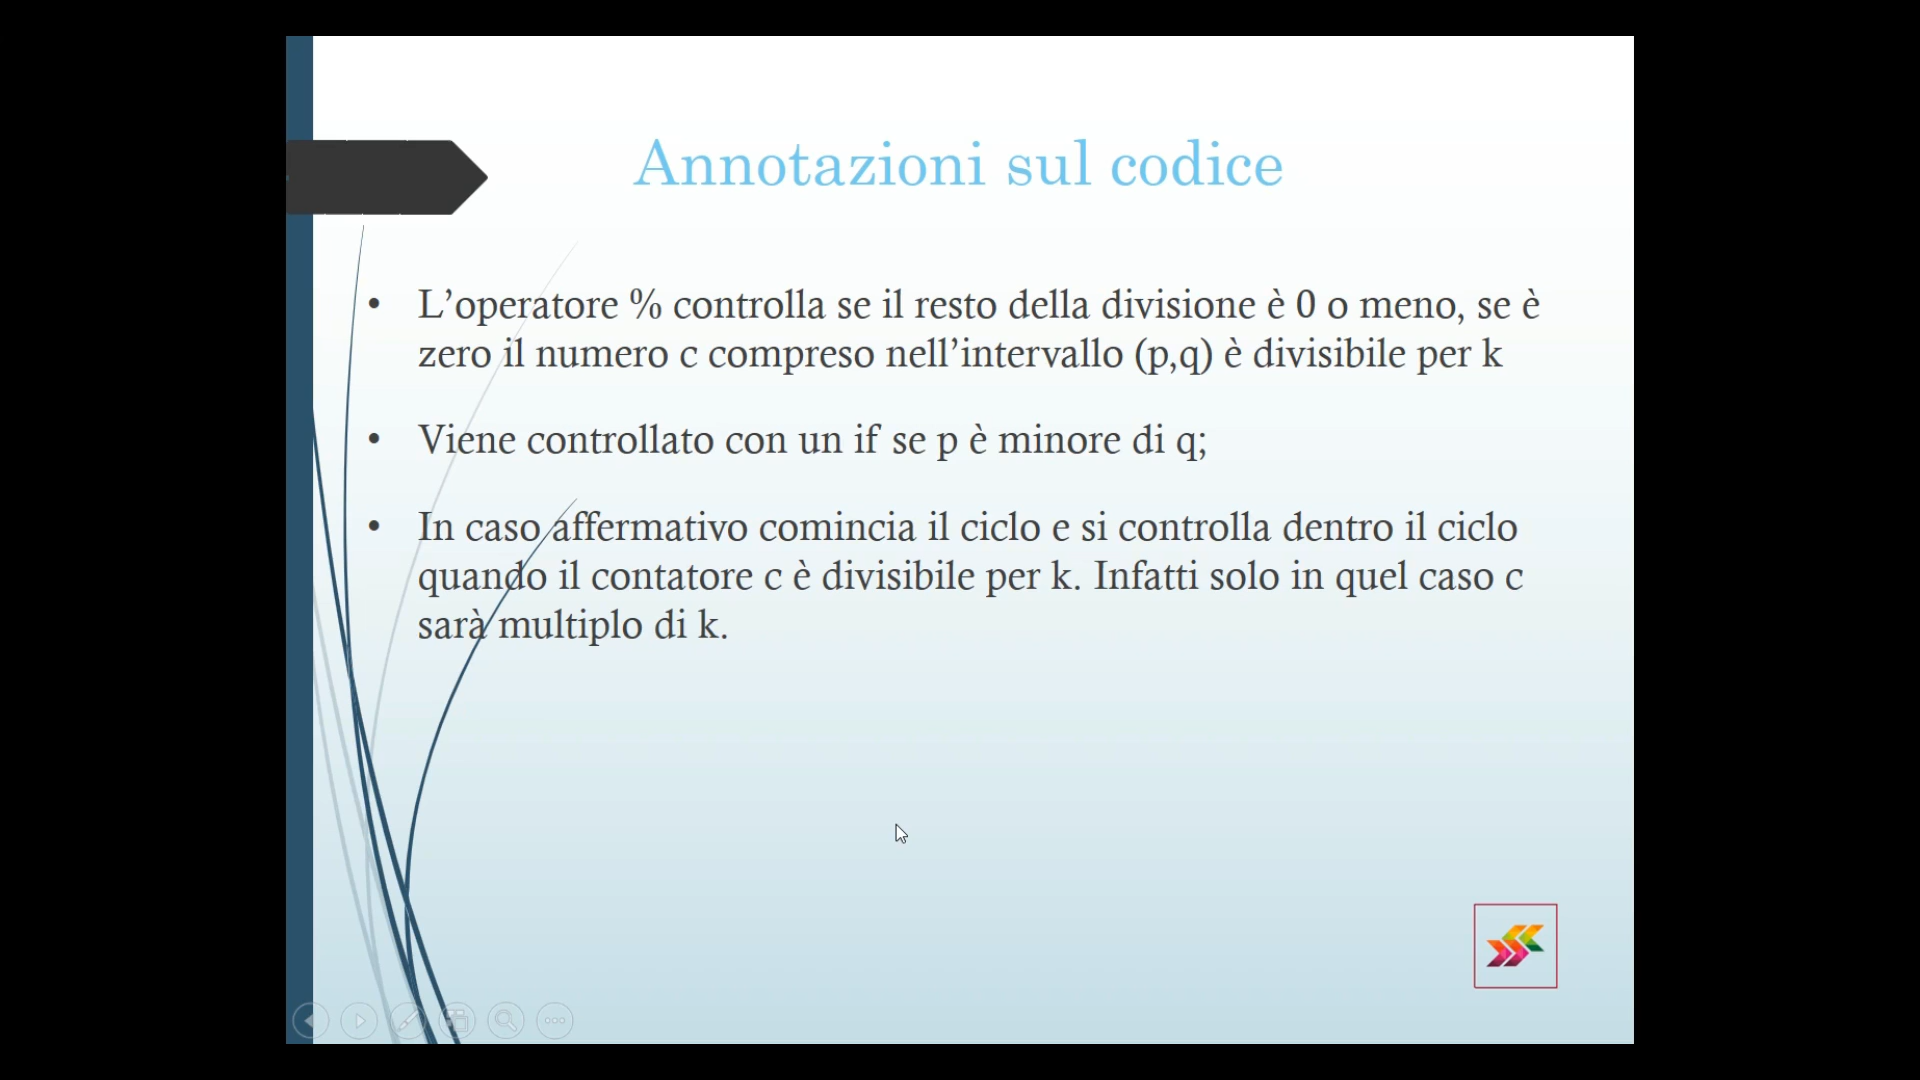 Annotazioni sul codice
• L’operatore % controlla se il resto della divisione è 0 o meno, se è
zero il numero c compreso nell’intervallo (p,q) è divisibile per k
• Viene controllato con un if se p è minore di q;
• In caso affermativo comincia il ciclo e si controlla dentro il ciclo
quando il contatore c è divisibile per k. Infatti solo in quel caso c
sarà multiplo di k.